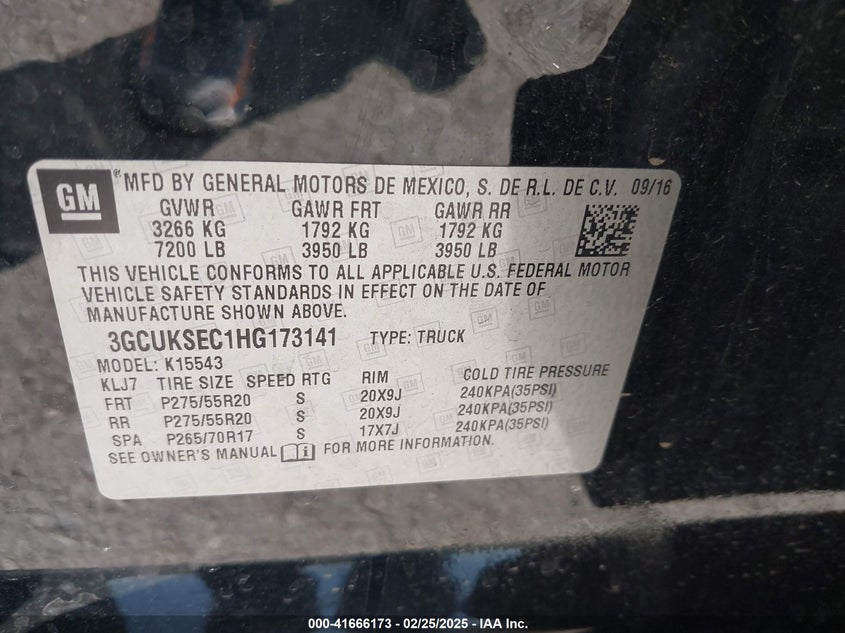 GM ® MFD BY GENERAL MOTORS DE MEXICO, S. DE R.L. DE C.V. 09/16
GVWR GAWR FRT GAWR RR
3266 KG 1792 KG 1792 KG
7200 LB 3950 LB 3950 LB
THIS VEHICLE CONFORMS TO ALL APPLICABLE U.S. FEDERAL MOTOR
VEHICLE SAFETY STANDARDS IN EFFECT ON THE DATE OF
MANUFACTURE SHOWN ABOVE.
3GCUKSEC1HG173141 TYPE: TRUCK
MODEL: K15543
KLJ7 TIRE SIZE SPEED RTG RIM COLD TIRE PRESSURE
FRT P275/55R20 S 20X9J 240KPA(35PSI)
RR P275/55R20 S 20X9J 240KPA(35PSI)
SPA P265/70R17 S 17X7J 240KPA(35PSI)
SEE OWNER'S MANUAL i FOR MORE INFORMATION.
000-41666173 - 02/25/2025 - IAA Inc.